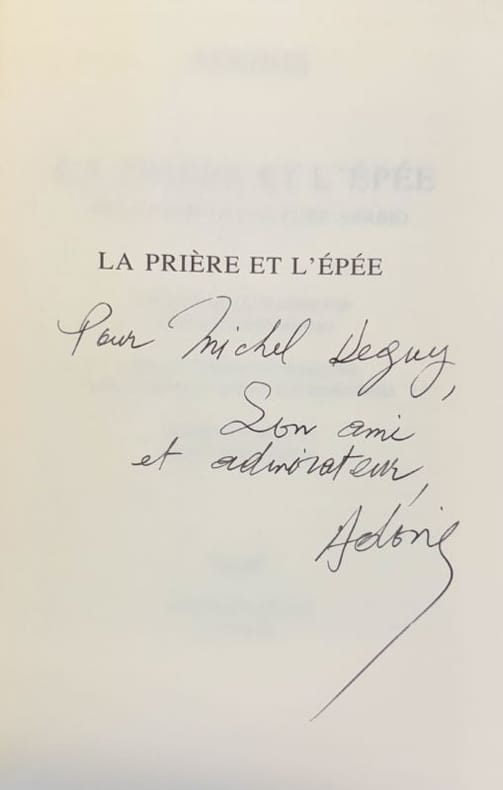 LA PRIÈRE ET L'ÉPÉE
Pour Michel Deguy,
Son ami
et admirateur,
Adonis